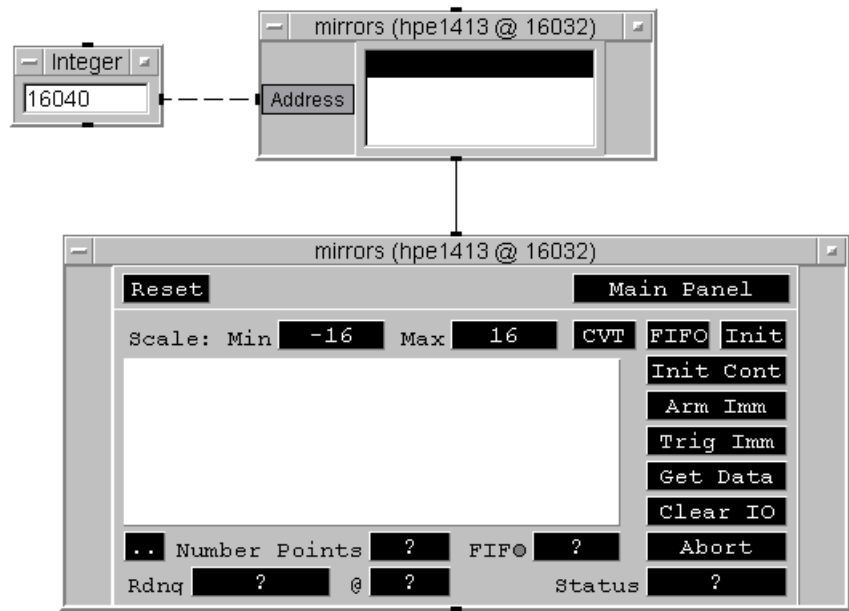 mirrors (hpe1413 @ 16032)
Integer
16040
Address
mirrors (hpe1413 @ 16032)
Reset
Main Panel
Scale: Min -16 Max 16 CVT FIFO Init
Init Cont
Arm Imm
Trig Imm
Get Data
Clear IO
.. Number Points ? FIFO ? Abort
Rdng ? @ ? Status ?